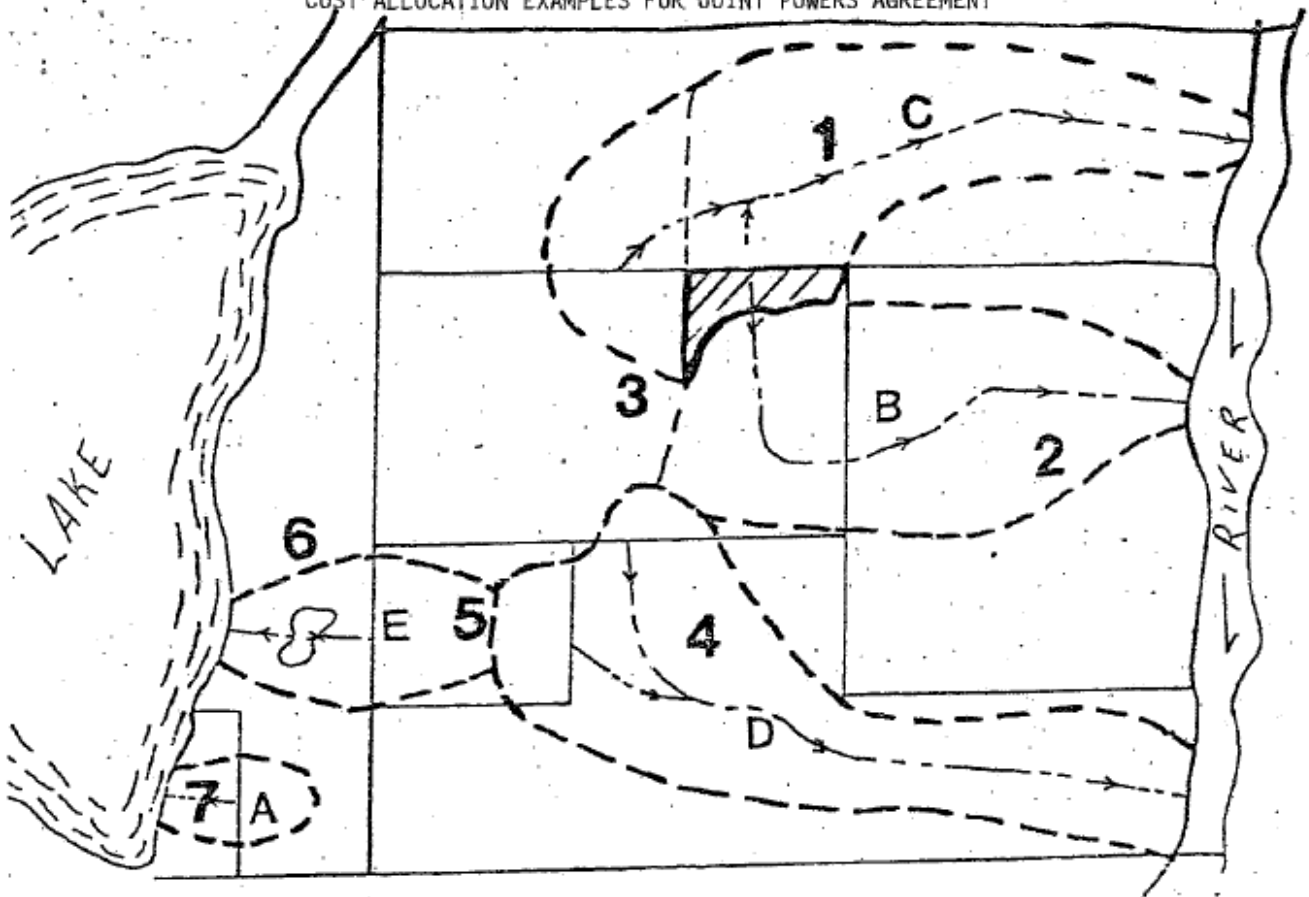 COST ALLOCATION EXAMPLES FOR JOINT POWERS AGREEMENT
1
C
3
B
2
LAKE
RIVER
6
E
5
4
D
7
A